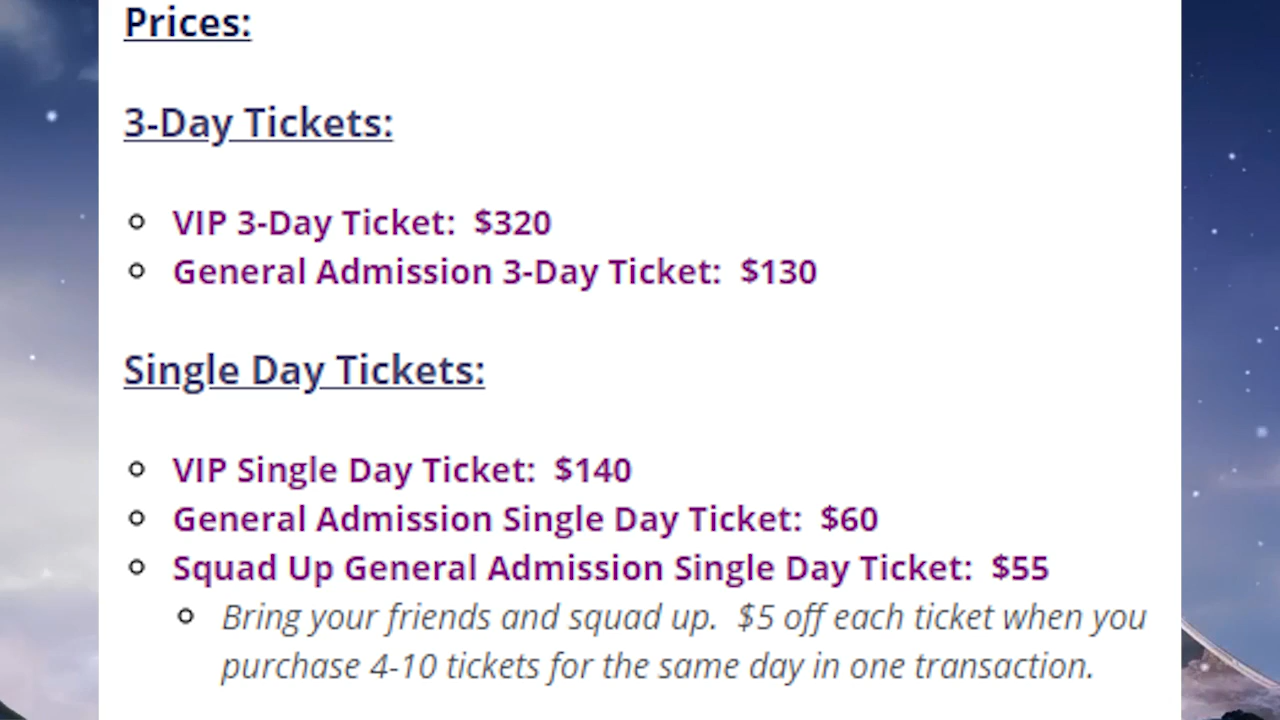 Prices:
3-Day Tickets:
VIP 3-Day Ticket:  $320
General Admission 3-Day Ticket:  $130
Single Day Tickets:
VIP Single Day Ticket:  $140
General Admission Single Day Ticket:  $60
Squad Up General Admission Single Day Ticket:  $55
Bring your friends and squad up.  $5 off each ticket when you
purchase 4-10 tickets for the same day in one transaction.